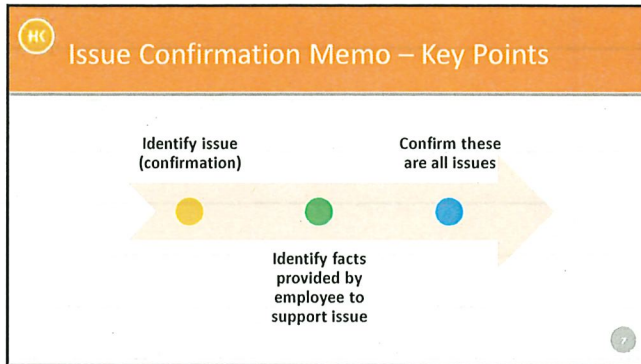 HK
Issue Confirmation Memo – Key Points
Identify issue
(confirmation)
Identify facts
provided by
employee to
support issue
Confirm these
are all issues
7